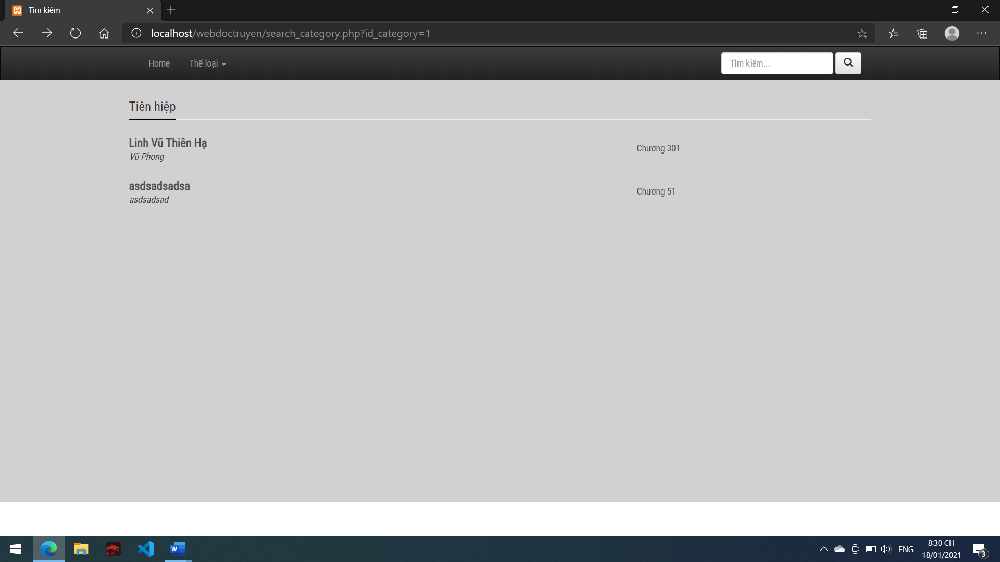 Tìm kiếm
localhost/webdoctruyen/search_category.php?id_category=1
Home Thể loại Tìm kiếm...
Tiên hiệp
Linh Vũ Thiên Hạ
Vũ Phong
Chương 301
asdsadsadsa
asdsadsad
Chương 51
W
ENG
8:30 CH
18/01/2021
3